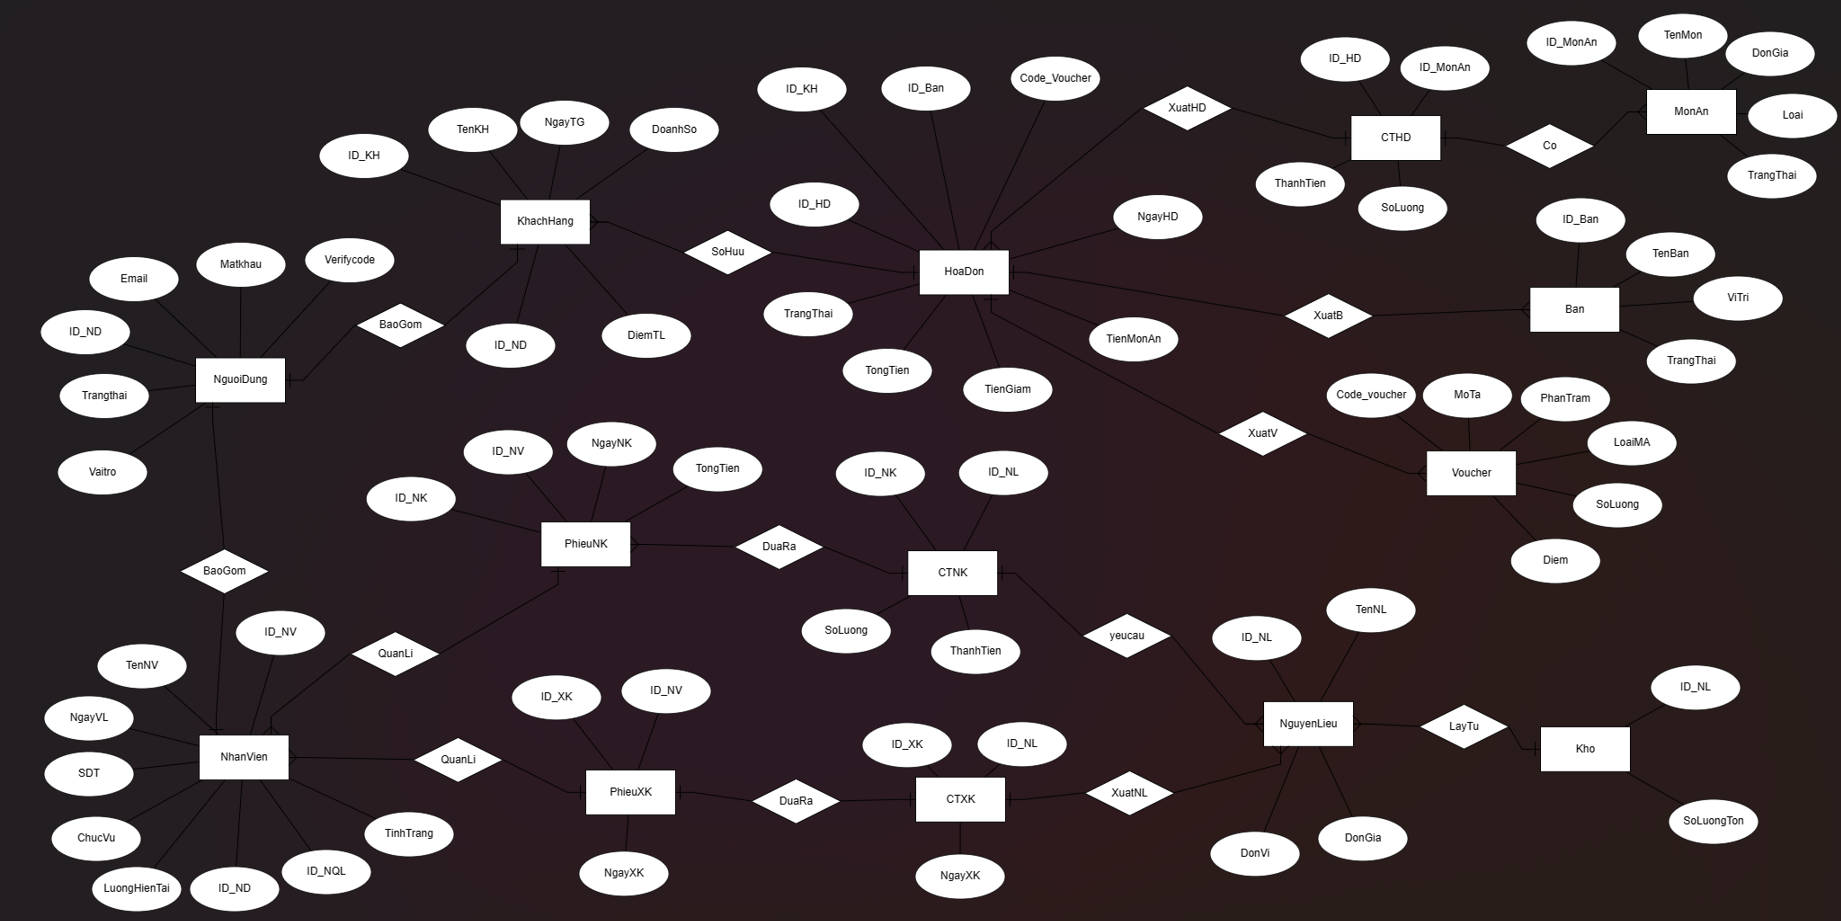 ID_MonAn
TenMon
DonGia
Loai
TrangThai
MonAn
Co
ID_HD
ID_MonAn
CTHD
ThanhTien
SoLuong
XuatHD
ID_KH
ID_Ban
Code_Voucher
ID_HD
NgayHD
HoaDon
TrangThai
TongTien
TienGiam
TienMonAn
SoHuu
ID_KH
TenKH
NgayTG
DoanhSo
KhachHang
ID_ND
DiemTL
BaoGom
Email
Matkhau
Verifycode
ID_ND
NguoiDung
Trangthai
Vaitro
XuatB
ID_Ban
TenBan
ViTri
Ban
TrangThai
XuatV
Code_voucher
MoTa
PhanTram
LoaiMA
Voucher
SoLuong
Diem
ID_NV
NgayNK
TongTien
ID_NK
PhieuNK
DuaRa
ID_NK
ID_NL
CTNK
SoLuong
ThanhTien
BaoGom
QuanLi
yeucau
ID_NL
TenNL
NguyenLieu
DonVi
DonGia
LayTu
ID_NL
Kho
SoLuongTon
ID_NV
TenNV
NgayVL
SDT
NhanVien
ChucVu
LuongHienTai
ID_ND
ID_NQL
TinhTrang
QuanLi
ID_XK
ID_NV
PhieuXK
NgayXK
DuaRa
ID_XK
ID_NL
CTXK
NgayXK
XuatNL